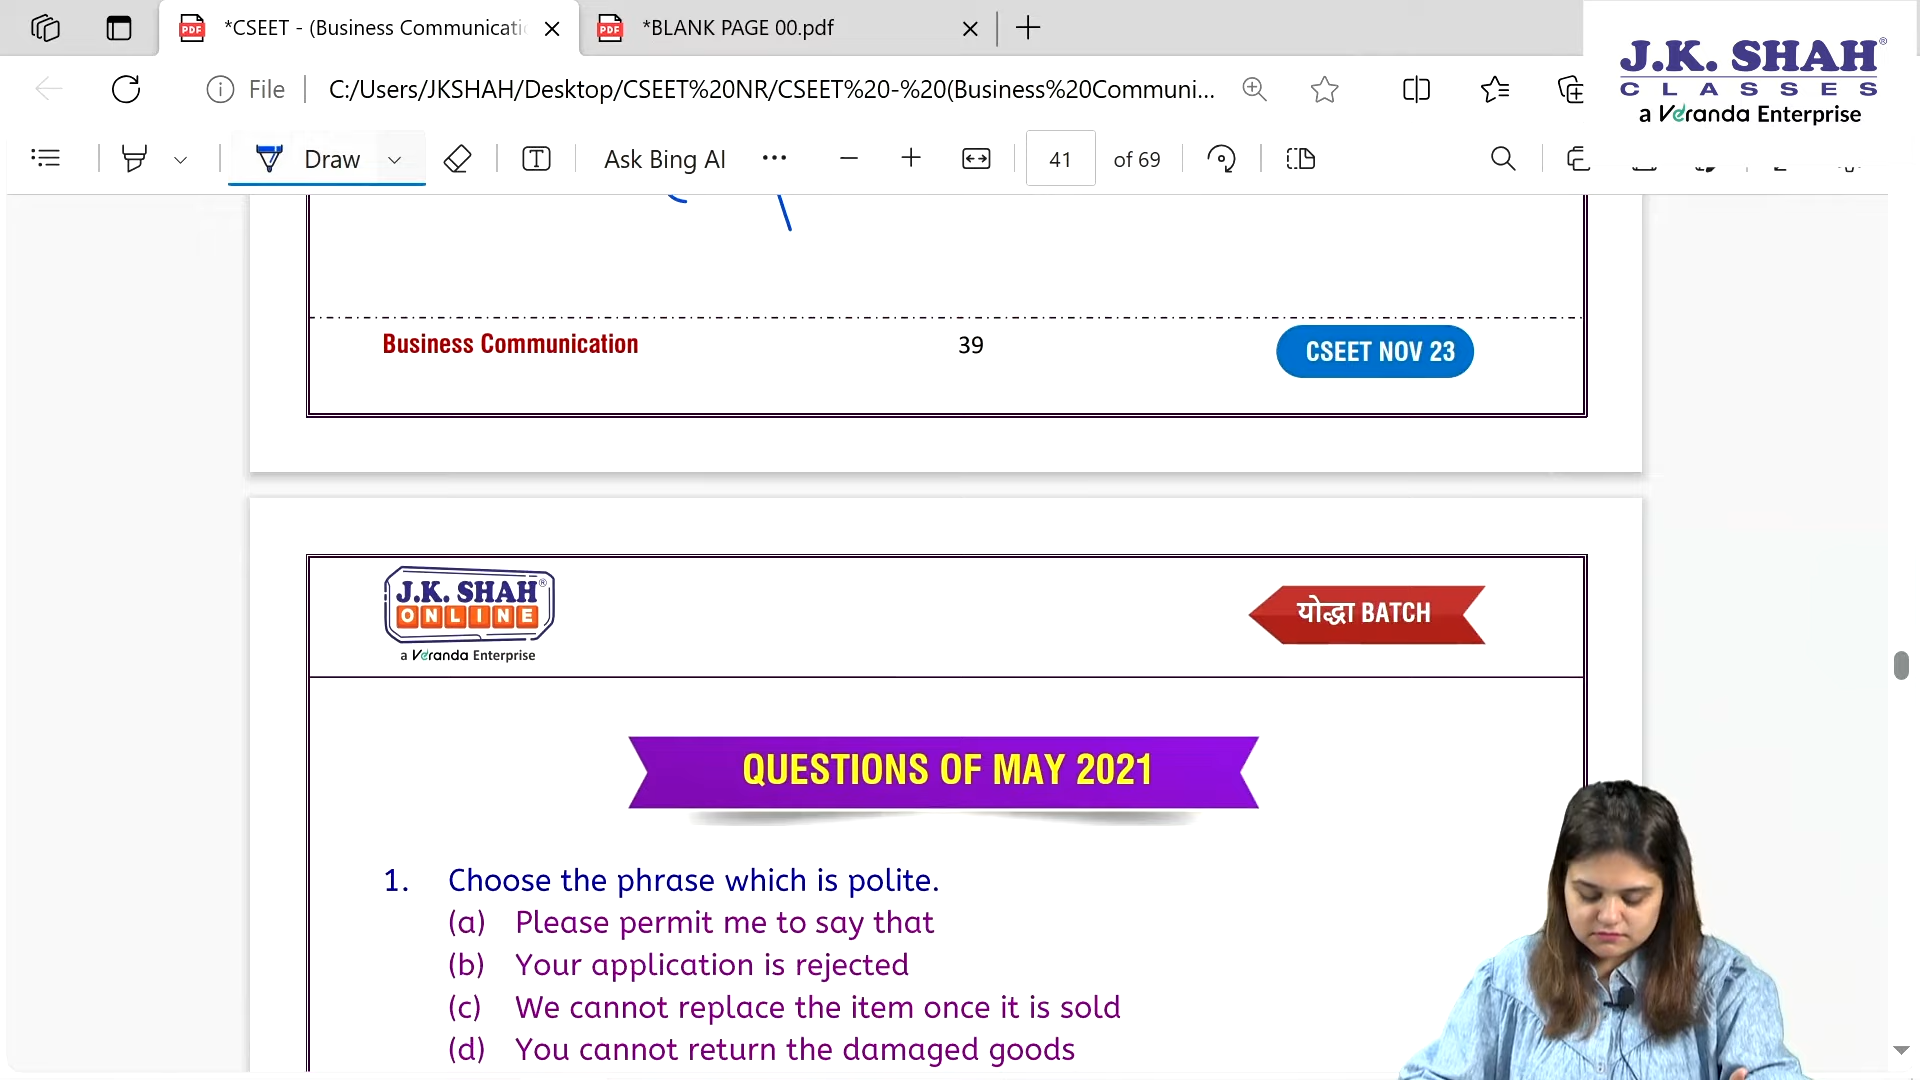 *CSEET - (Business Communicati
*BLANK PAGE 00.pdf
J.K. SHAH®
CLASSES
a Veranda Enterprise
File
C:/Users/JKSHAH/Desktop/CSEET%20NR/CSEET%20-%20(Business%20Communi...
Draw
Ask Bing AI
41
of 69
Business Communication
39
CSEET NOV 23
J.K. SHAH®
ONLINE
a Veranda Enterprise
योद्धा BATCH
QUESTIONS OF MAY 2021
1. Choose the phrase which is polite.
(a) Please permit me to say that
(b) Your application is rejected
(c) We cannot replace the item once it is sold
(d) You cannot return the damaged goods